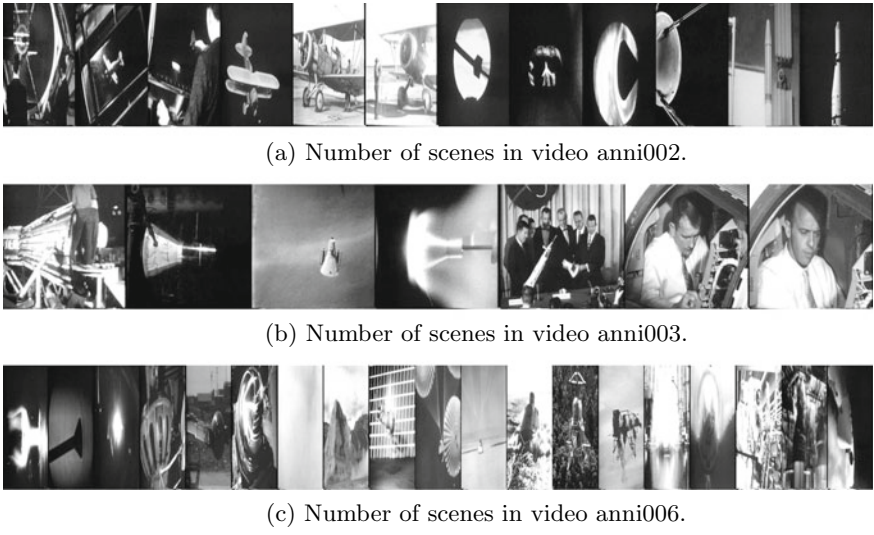 (a) Number of scenes in video anni002.
(b) Number of scenes in video anni003.
(c) Number of scenes in video anni006.